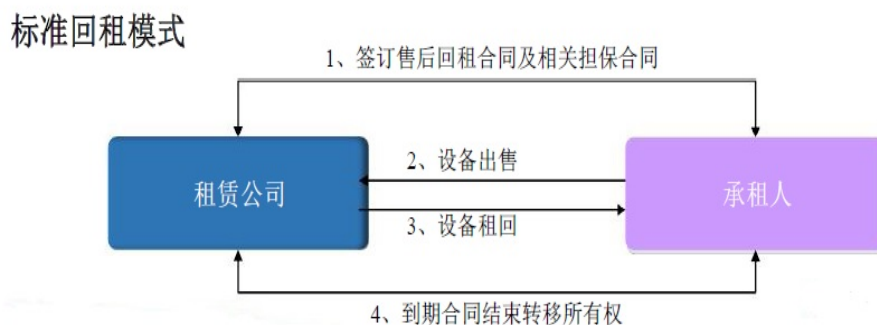 标准回租模式
1、签订售后回租合同及相关担保合同
租赁公司
2、设备出售
3、设备租回
承租人
4、到期合同结束转移所有权